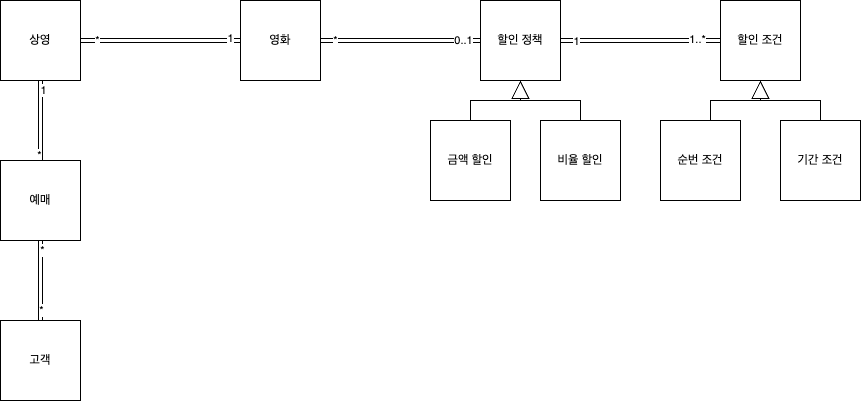 상영
*
1
영화
*
0..1
할인 정책
1
1..*
할인 조건
1
*
금액 할인
비율 할인
순번 조건
기간 조건
예매
*
*
고객